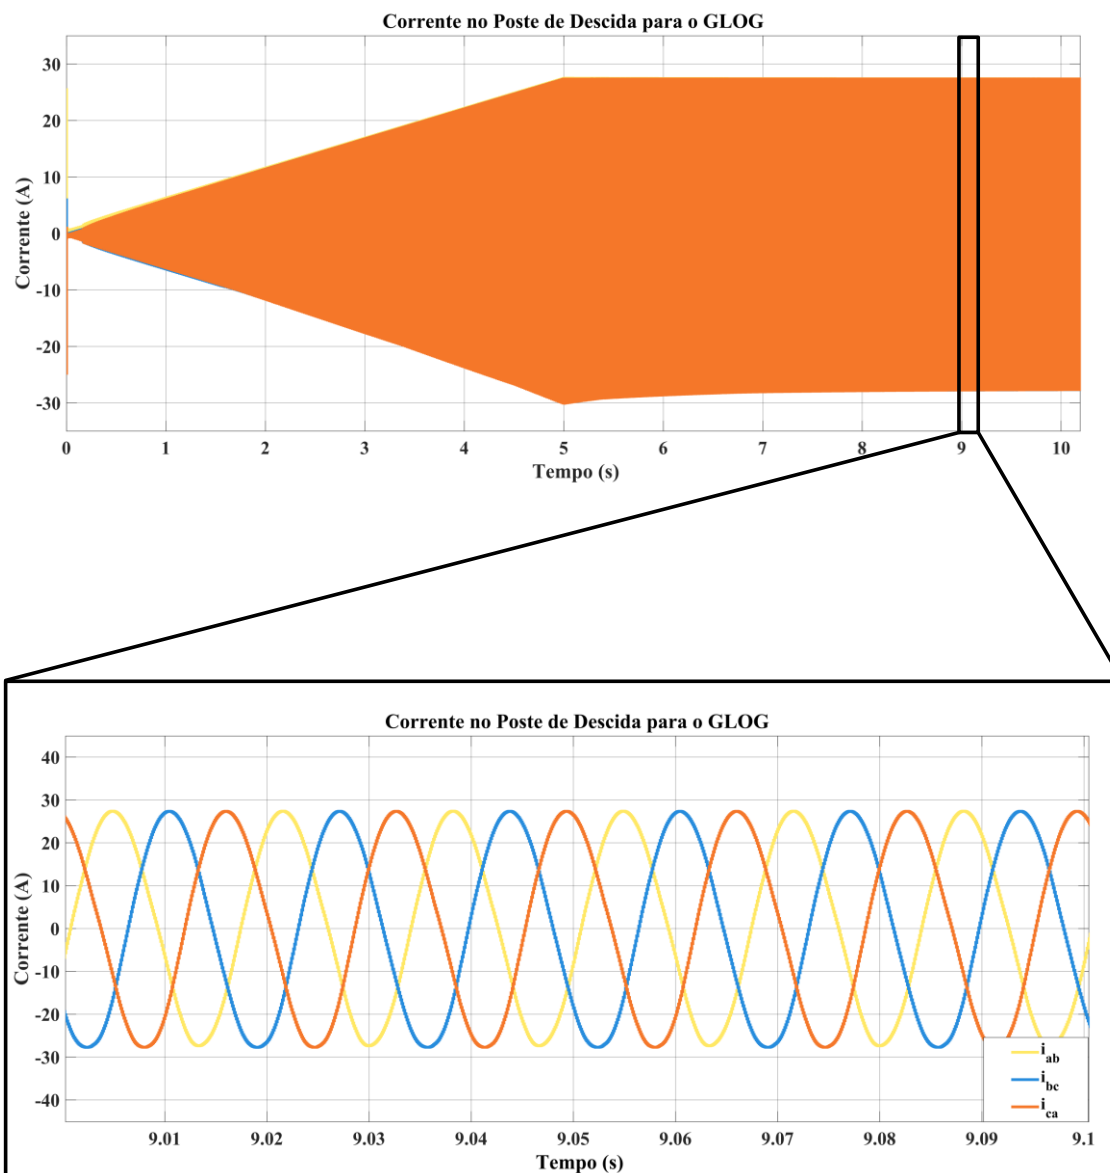 Corrente no Poste de Descida para o GLOG
30
20
10
0
-10
-20
-30
Corrente (A)
0 1 2 3 4 5 6 7 8 9 10
Tempo (s)
Corrente no Poste de Descida para o GLOG
40
30
20
10
0
-10
-20
-30
-40
Corrente (A)
i_ab
i_bc
i_ca
9.01 9.02 9.03 9.04 9.05 9.06 9.07 9.08 9.09 9.1
Tempo (s)